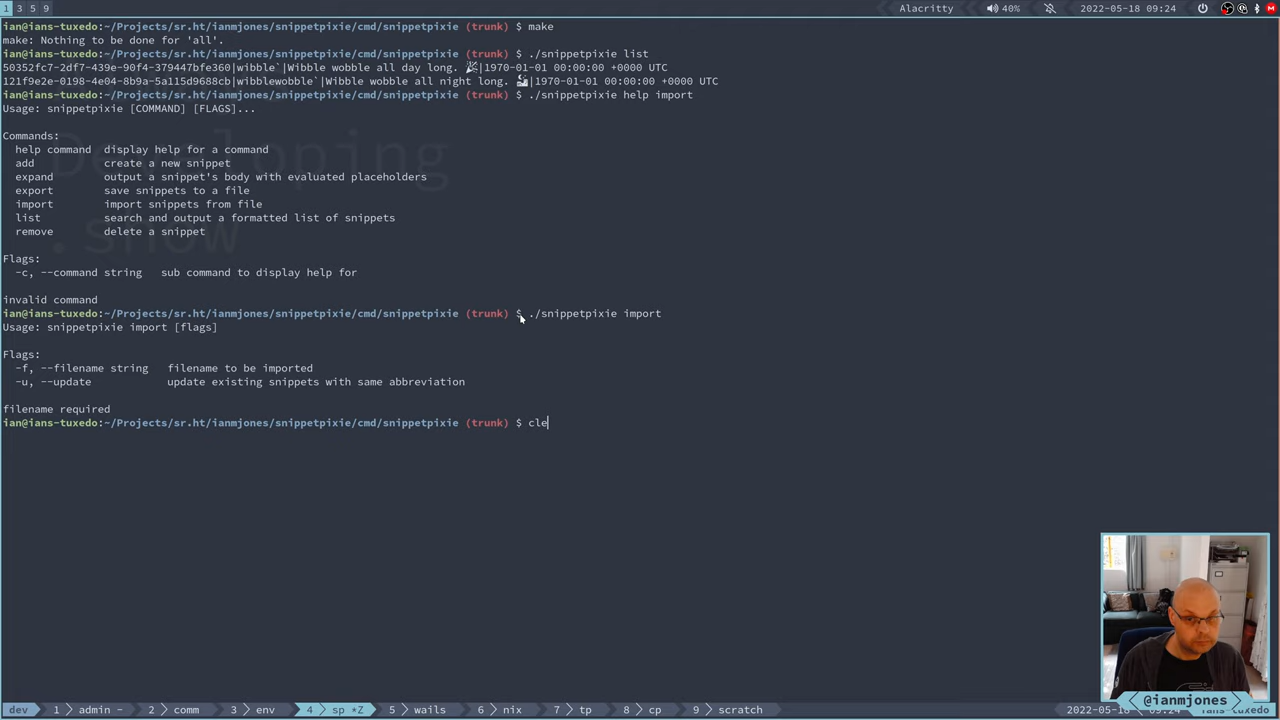 1 3 5 9
Alacritty
40%
2022-05-18 09:24
ian@ians-tuxedo:~/Projects/sr.ht/ianmjones/snippetpixie/cmd/snippetpixie (trunk) $ make
make: Nothing to be done for 'all'.
ian@ians-tuxedo:~/Projects/sr.ht/ianmjones/snippetpixie/cmd/snippetpixie (trunk) $ ./snippetpixie list
50352fc7-2df7-439e-90f4-379447bfe360|wibble`|Wibble wobble all day long. 🎉|1970-01-01 00:00:00 +0000 UTC
121f9e2e-0198-4e04-8b9a-5a115d9688cb|wibblewobble`|Wibble wobble all night long. |1970-01-01 00:00:00 +0000 UTC
ian@ians-tuxedo:~/Projects/sr.ht/ianmjones/snippetpixie/cmd/snippetpixie (trunk) $ ./snippetpixie help import
Usage: snippetpixie [COMMAND] [FLAGS]...
Commands:
help command display help for a command
add create a new snippet
expand output a snippet's body with evaluated placeholders
export save snippets to a file
import import snippets from file
list search and output a formatted list of snippets
remove delete a snippet
Developing
.show
Flags:
-c, --command string sub command to display help for
invalid command
ian@ians-tuxedo:~/Projects/sr.ht/ianmjones/snippetpixie/cmd/snippetpixie (trunk) $ ./snippetpixie import
Usage: snippetpixie import [flags]
Flags:
-f, --filename string filename to be imported
-u, --update update existing snippets with same abbreviation
filename required
ian@ians-tuxedo:~/Projects/sr.ht/ianmjones/snippetpixie/cmd/snippetpixie (trunk) $ cle
@ianmjones
dev 1 admin - 2 comm 3 env 4 sp *Z 5 wails 6 nix 7 tp 8 cp 9 scratch